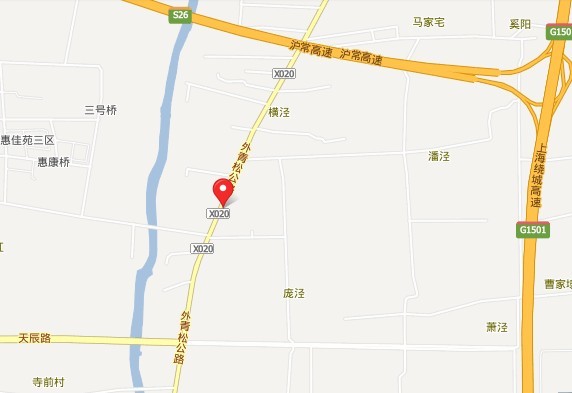 S26
马家宅
奚阳
G1501
沪常高速 沪常高速
X020
三号桥
横泾
惠佳苑三区
外青松公路
潘泾
上海绕城高速
惠康桥
X020
G1501
X020
庞泾
曹家埭
外青松公路
萧泾
天辰路
寺前村